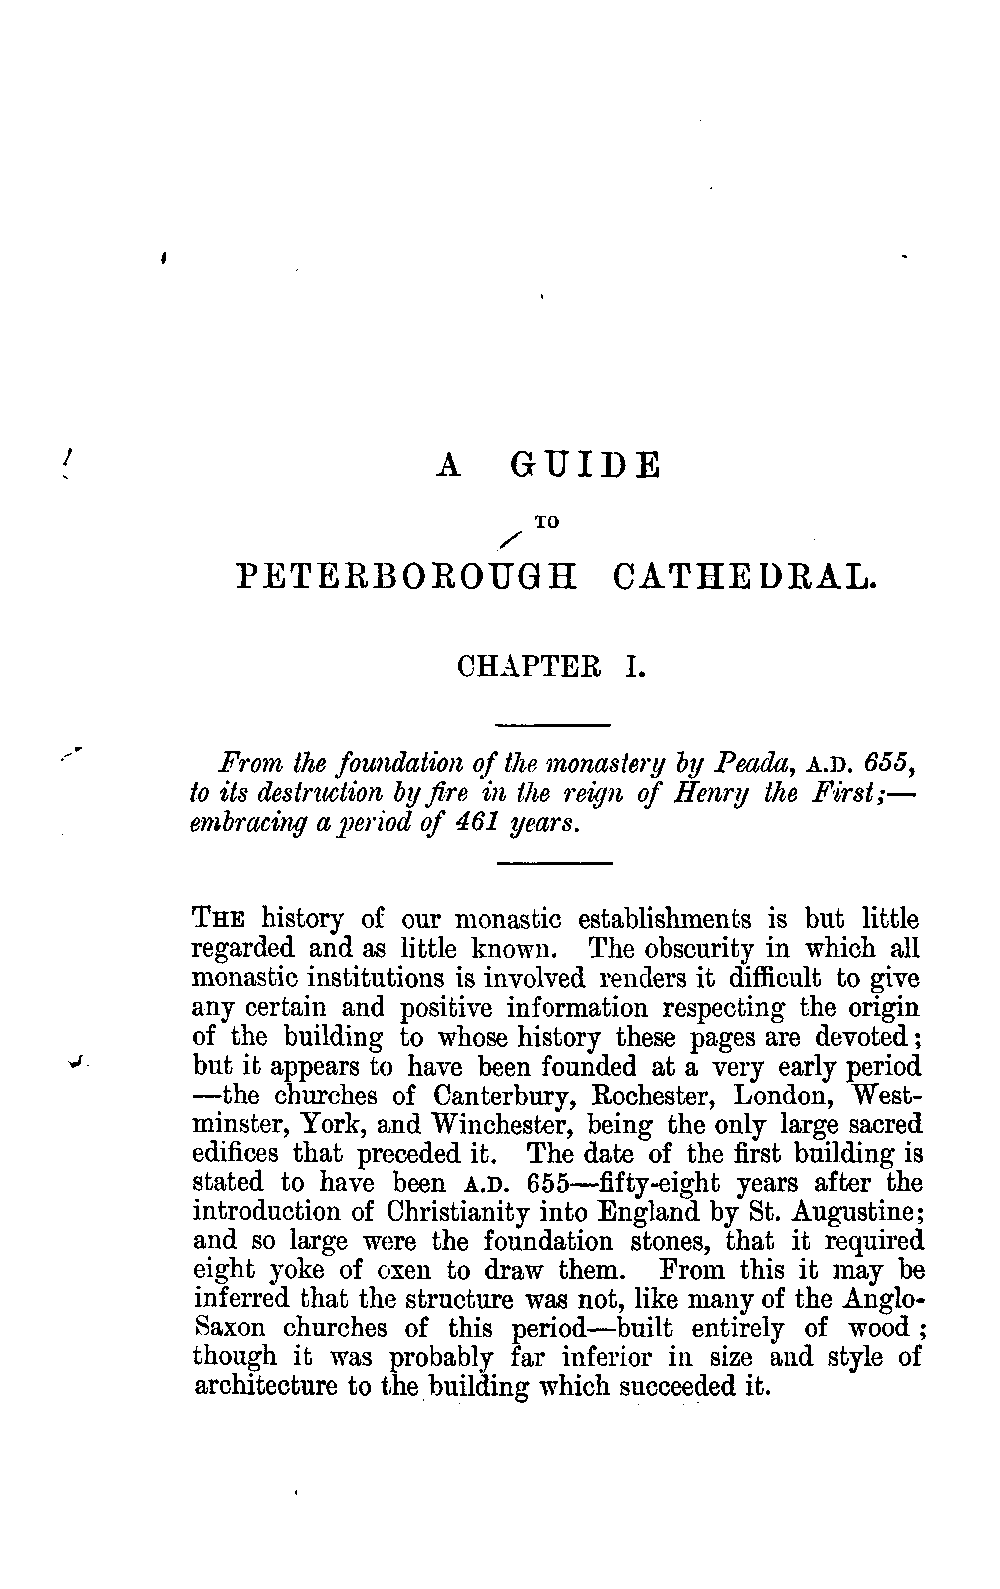 A GUIDE
TO
PETERBOROUGH CATHEDRAL.
CHAPTER I.
From the foundation of the monastery by Peada, A.D. 655,
to its destruction by fire in the reign of Henry the First;—
embracing a period of 461 years.
THE history of our monastic establishments is but little
regarded and as little known. The obscurity in which all
monastic institutions is involved renders it difficult to give
any certain and positive information respecting the origin
of the building to whose history these pages are devoted;
but it appears to have been founded at a very early period
—the churches of Canterbury, Rochester, London, West-
minster, York, and Winchester, being the only large sacred
edifices that preceded it. The date of the first building is
stated to have been A.D. 655—fifty-eight years after the
introduction of Christianity into England by St. Augustine;
and so large were the foundation stones, that it required
eight yoke of oxen to draw them. From this it may be
inferred that the structure was not, like many of the Anglo-
Saxon churches of this period—built entirely of wood;
though it was probably far inferior in size and style of
architecture to the building which succeeded it.